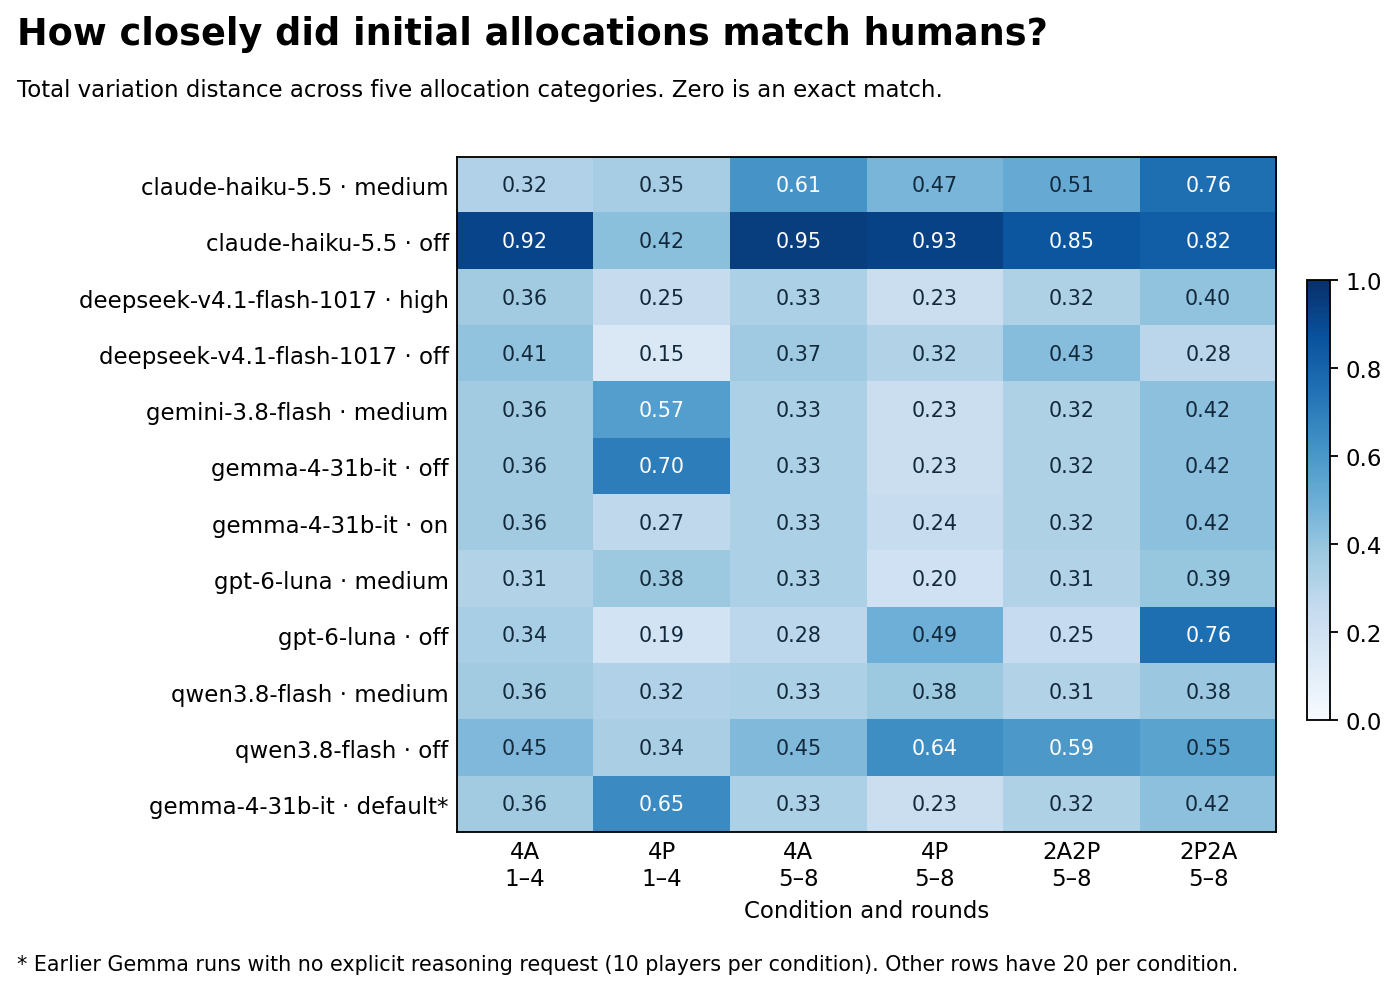 How closely did initial allocations match humans?
Total variation distance across five allocation categories. Zero is an exact match.
claude-haiku-5.5 · medium 0.32 0.35 0.61 0.47 0.51 0.76
claude-haiku-5.5 · off 0.92 0.42 0.95 0.93 0.85 0.82
deepseek-v4.1-flash-1017 · high 0.36 0.25 0.33 0.23 0.32 0.40
deepseek-v4.1-flash-1017 · off 0.41 0.15 0.37 0.32 0.43 0.28
gemini-3.8-flash · medium 0.36 0.57 0.33 0.23 0.32 0.42
gemma-4-31b-it · off 0.36 0.70 0.33 0.23 0.32 0.42
gemma-4-31b-it · on 0.36 0.27 0.33 0.24 0.32 0.42
gpt-6-luna · medium 0.31 0.38 0.33 0.20 0.31 0.39
gpt-6-luna · off 0.34 0.19 0.28 0.49 0.25 0.76
qwen3.8-flash · medium 0.36 0.32 0.33 0.38 0.31 0.38
qwen3.8-flash · off 0.45 0.34 0.45 0.64 0.59 0.55
gemma-4-31b-it · default* 0.36 0.65 0.33 0.23 0.32 0.42
4A 4P 4A 4P 2A2P 2P2A
1–4 1–4 5–8 5–8 5–8 5–8
Condition and rounds
1.0
0.8
0.6
0.4
0.2
0.0
* Earlier Gemma runs with no explicit reasoning request (10 players per condition). Other rows have 20 per condition.